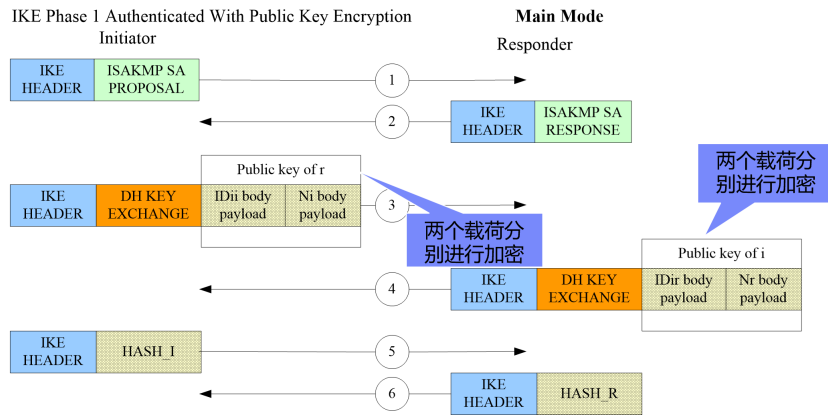 IKE Phase 1 Authenticated With Public Key Encryption
Main Mode
Initiator
Responder
IKE
HEADER
ISAKMP SA
PROPOSAL
1
2
IKE
HEADER
ISAKMP SA
RESPONSE
Public key of r
IKE
HEADER
DH KEY
EXCHANGE
IDii body
payload
Ni body
payload
3
两个载荷分
别进行加密
两个载荷分
别进行加密
Public key of i
4
IKE
HEADER
DH KEY
EXCHANGE
IDir body
payload
Nr body
payload
IKE
HEADER
HASH_I
5
6
IKE
HEADER
HASH_R